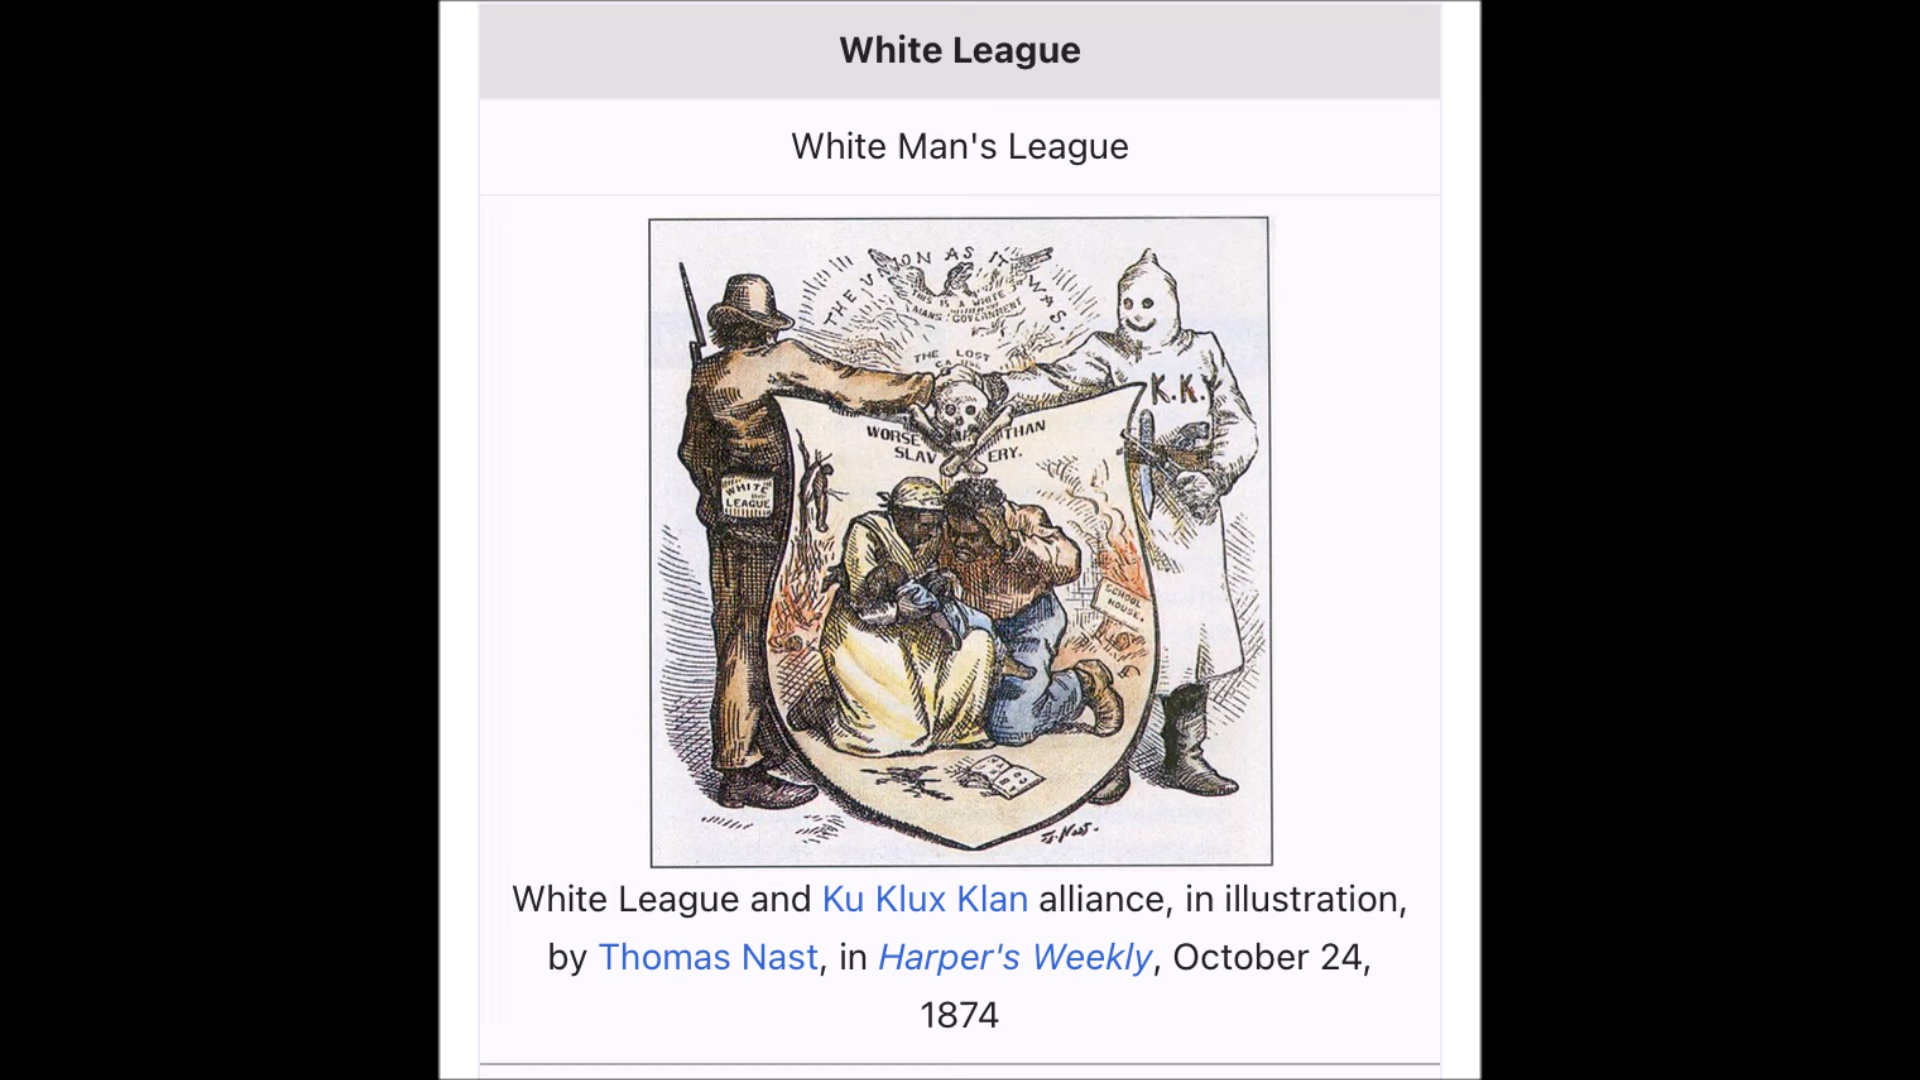 White League
White Man's League
THE UNION AS IT WAS.
THIS IS A WHITE
MANS GOVERNMENT
THE LOST
CAUSE
K.K.
WORSE THAN
SLAVERY.
WHITE
LEAGUE
SCHOOL
HOUSE.
Th. Nast.
White League and Ku Klux Klan alliance, in illustration,
by Thomas Nast, in Harper's Weekly, October 24,
1874